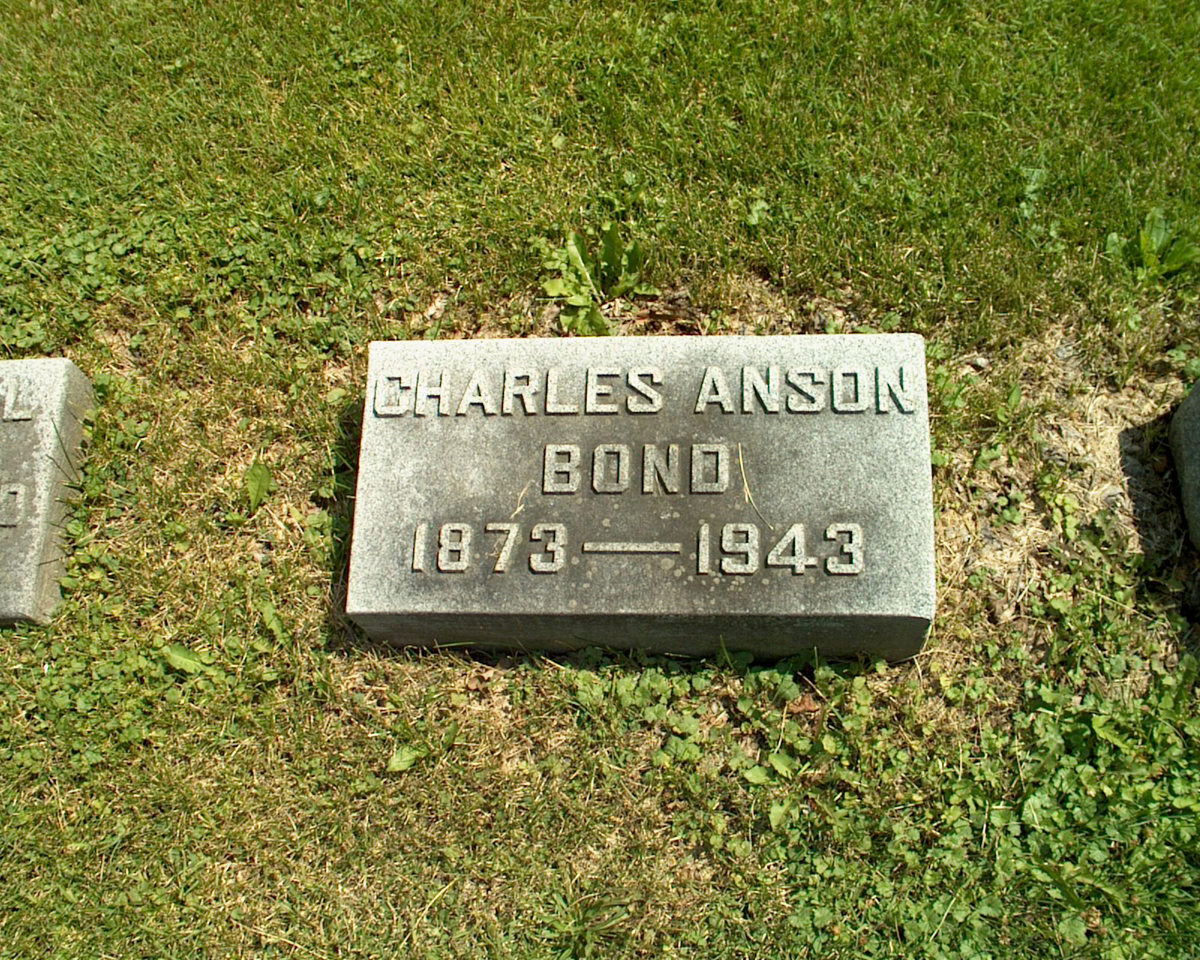 CHARLES ANSON
BOND
1873—1943